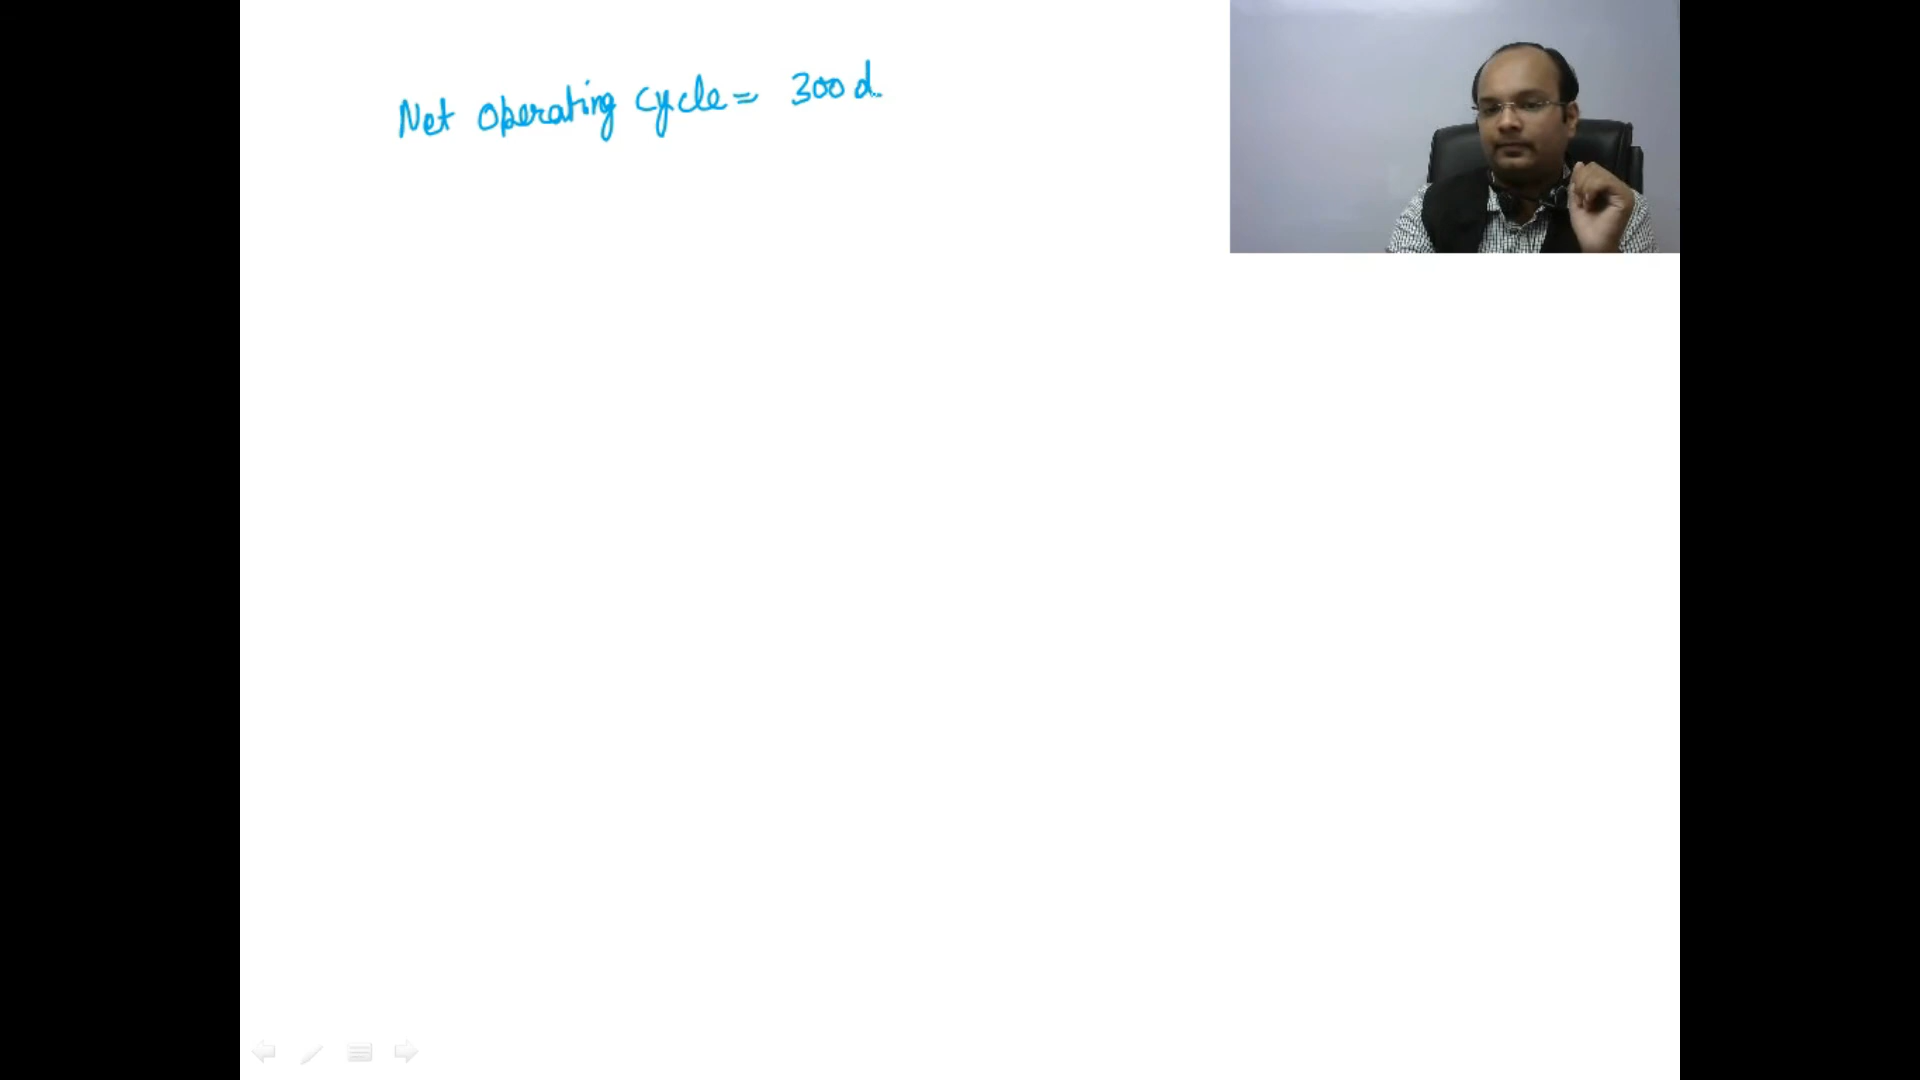 Net operating cycle = 300 d.